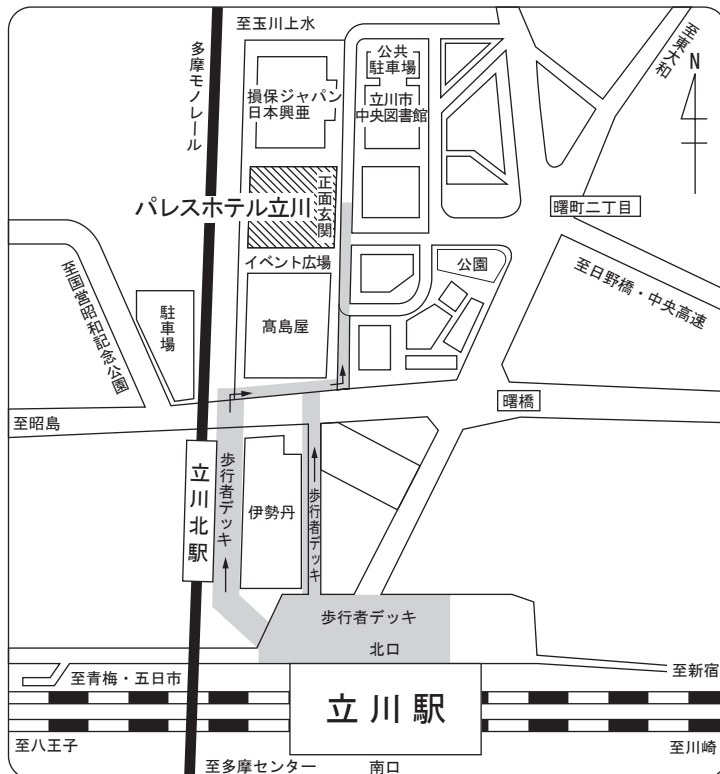 至玉川上水
多摩モノレール
公共
駐車場
立川市
中央図書館
損保ジャパン
日本興亜
至東大和
N
パレスホテル立川
正面玄関
曙町二丁目
イベント広場
公園
至日野橋・中央高速
至国営昭和記念公園
駐車場
髙島屋
曙橋
至昭島
立川北駅
歩行者デッキ
伊勢丹
歩行者デッキ
歩行者デッキ
北口
至青梅・五日市
至新宿
立川駅
至八王子
至川崎
至多摩センター
南口